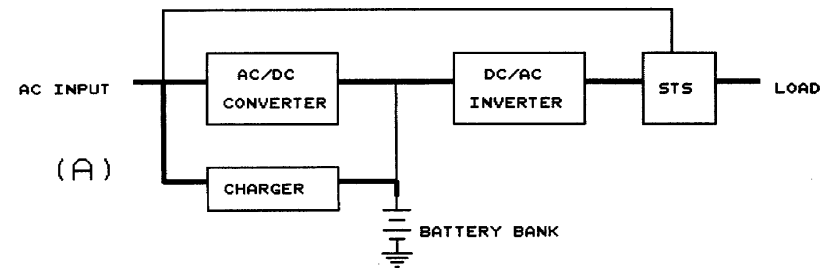 AC INPUT
AC/DC
CONVERTER
DC/AC
INVERTER
STS
LOAD
(A)
CHARGER
BATTERY BANK